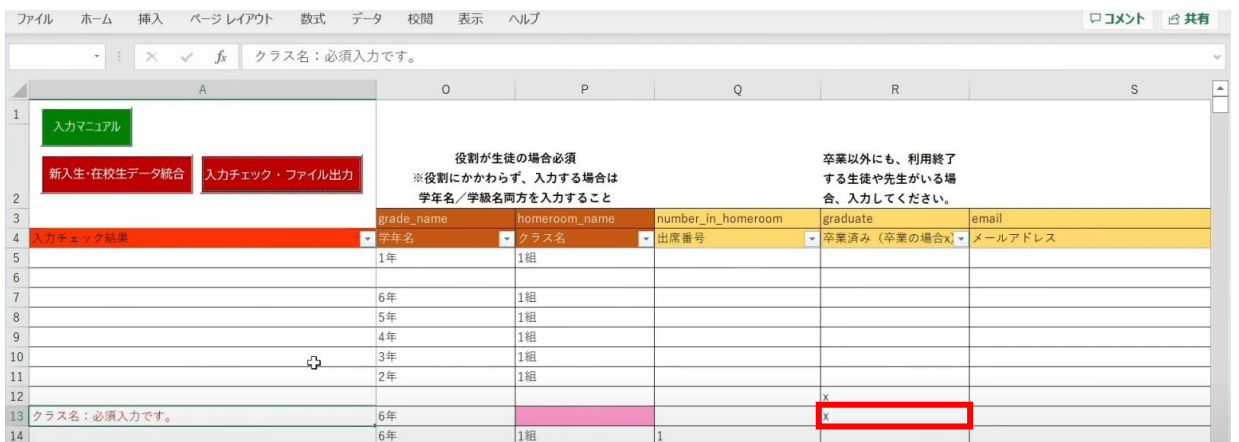 ファイル ホーム 挿入 ページ レイアウト 数式 データ 校閲 表示 ヘルプ コメント 共有
fx クラス名：必須入力です。
A O P Q R S
1
入力マニュアル
新入生・在校生データ統合 入力チェック・ファイル出力
役割が生徒の場合必須
※役割にかかわらず、入力する場合は
学年名／学級名両方を入力すること
卒業以外にも、利用終了
する生徒や先生がいる場
合、入力してください。
2
3 grade_name homeroom_name number_in_homeroom graduate email
4 入力チェック結果 学年名 クラス名 出席番号 卒業済み（卒業の場合x） メールアドレス
5 1年 1組
6
7 6年 1組
8 5年 1組
9 4年 1組
10 3年 1組
11 2年 1組
12 x
13 クラス名：必須入力です。 6年 x
14 6年 1組 1